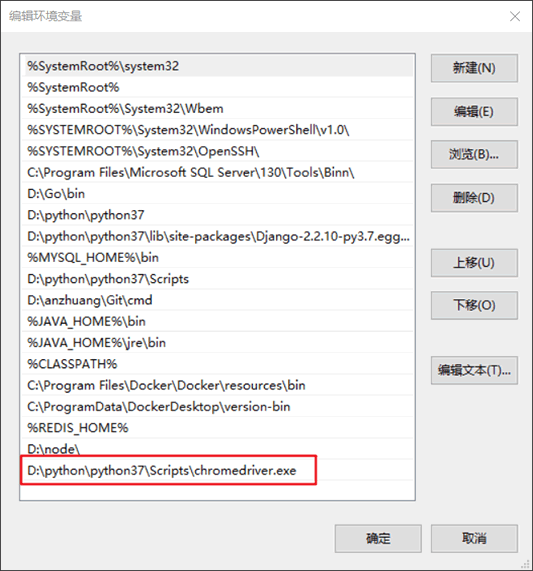 编辑环境变量
%SystemRoot%\system32
%SystemRoot%
%SystemRoot%\System32\Wbem
%SYSTEMROOT%\System32\WindowsPowerShell\v1.0\
%SYSTEMROOT%\System32\OpenSSH\
C:\Program Files\Microsoft SQL Server\130\Tools\Binn\
D:\Go\bin
D:\python\python37
D:\python\python37\lib\site-packages\Django-2.2.10-py3.7.egg...
%MYSQL_HOME%\bin
D:\python\python37\Scripts
D:\anzhuang\Git\cmd
%JAVA_HOME%\bin
%JAVA_HOME%\jre\bin
%CLASSPATH%
C:\Program Files\Docker\Docker\resources\bin
C:\ProgramData\DockerDesktop\version-bin
%REDIS_HOME%
D:\node\
D:\python\python37\Scripts\chromedriver.exe
新建(N)
编辑(E)
浏览(B)...
删除(D)
上移(U)
下移(O)
编辑文本(T)...
确定
取消